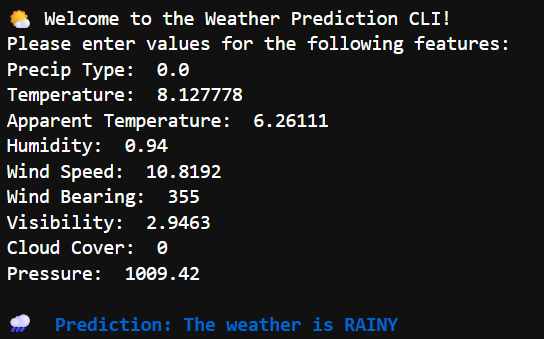 🌤️ Welcome to the Weather Prediction CLI!
Please enter values for the following features:
Precip Type:  0.0
Temperature:  8.127778
Apparent Temperature:  6.26111
Humidity:  0.94
Wind Speed:  10.8192
Wind Bearing:  355
Visibility:  2.9463
Cloud Cover:  0
Pressure:  1009.42
🌧️  Prediction: The weather is RAINY